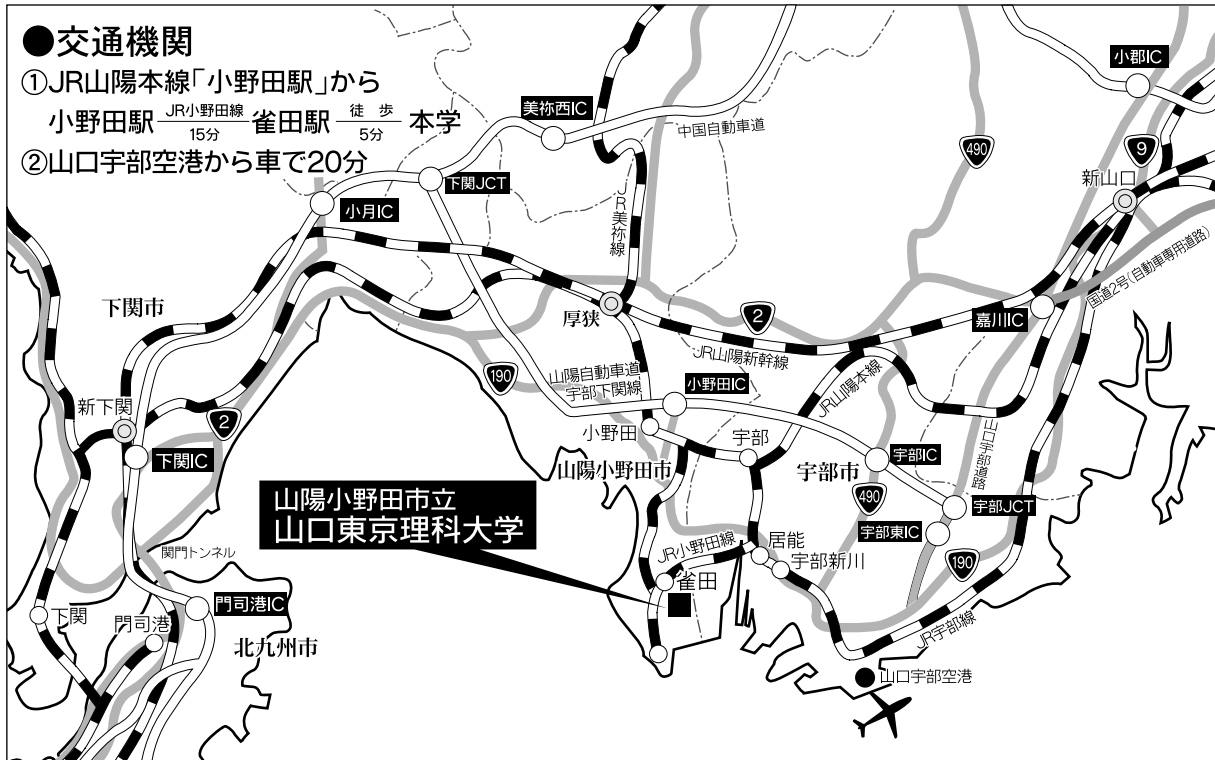 ●交通機関
①JR山陽本線「小野田駅」から
小野田駅 JR小野田線 15分 雀田駅 徒歩 5分 本学
②山口宇部空港から車で20分
小郡IC
美祢西IC
中国自動車道
490
9
新山口
下関JCT
小月IC
JR美祢線
国道2号(自動車専用道路)
下関市
厚狭
2
嘉川IC
JR山陽新幹線
190
山陽自動車道
宇部下関線
小野田IC
JR山陽本線
新下関
2
小野田
宇部
山口宇部道路
下関IC
山陽小野田市
宇部市
宇部IC
490
宇部JCT
山陽小野田市立
山口東京理科大学
宇部東IC
関門トンネル
JR小野田線
居能
宇部新川
190
雀田
下関
門司港
門司港IC
北九州市
JR宇部線
山口宇部空港